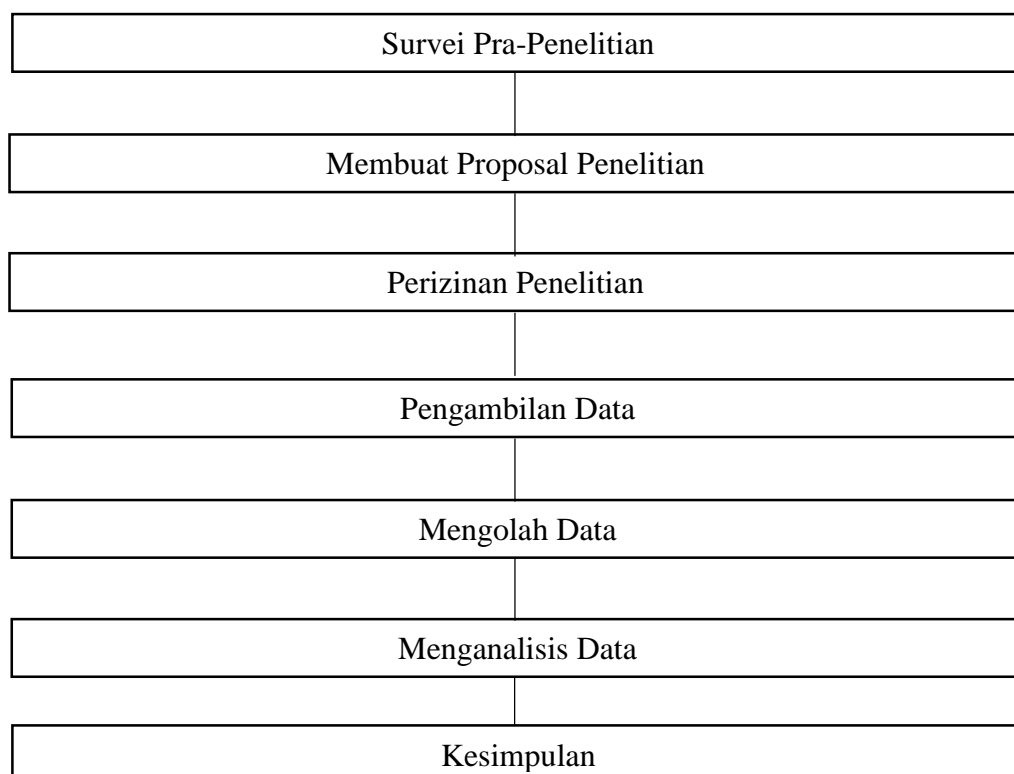 Survei Pra-Penelitian
Membuat Proposal Penelitian
Perizinan Penelitian
Pengambilan Data
Mengolah Data
Menganalisis Data
Kesimpulan